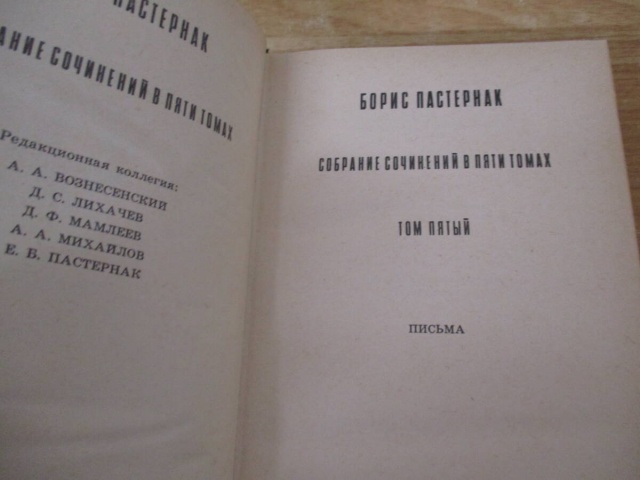 ПАСТЕРНАК
СОЧИНЕНИЙ В ПЯТИ ТОМАХ
Редакционная коллегия:
А. А. ВОЗНЕСЕНСКИЙ
Д. С. ЛИХАЧЕВ
Д. Ф. МАМЛЕЕВ
А. А. МИХАЙЛОВ
Е. Б. ПАСТЕРНАК
БОРИС ПАСТЕРНАК
СОБРАНИЕ СОЧИНЕНИЙ В ПЯТИ ТОМАХ
ТОМ ПЯТЫЙ
ПИСЬМА